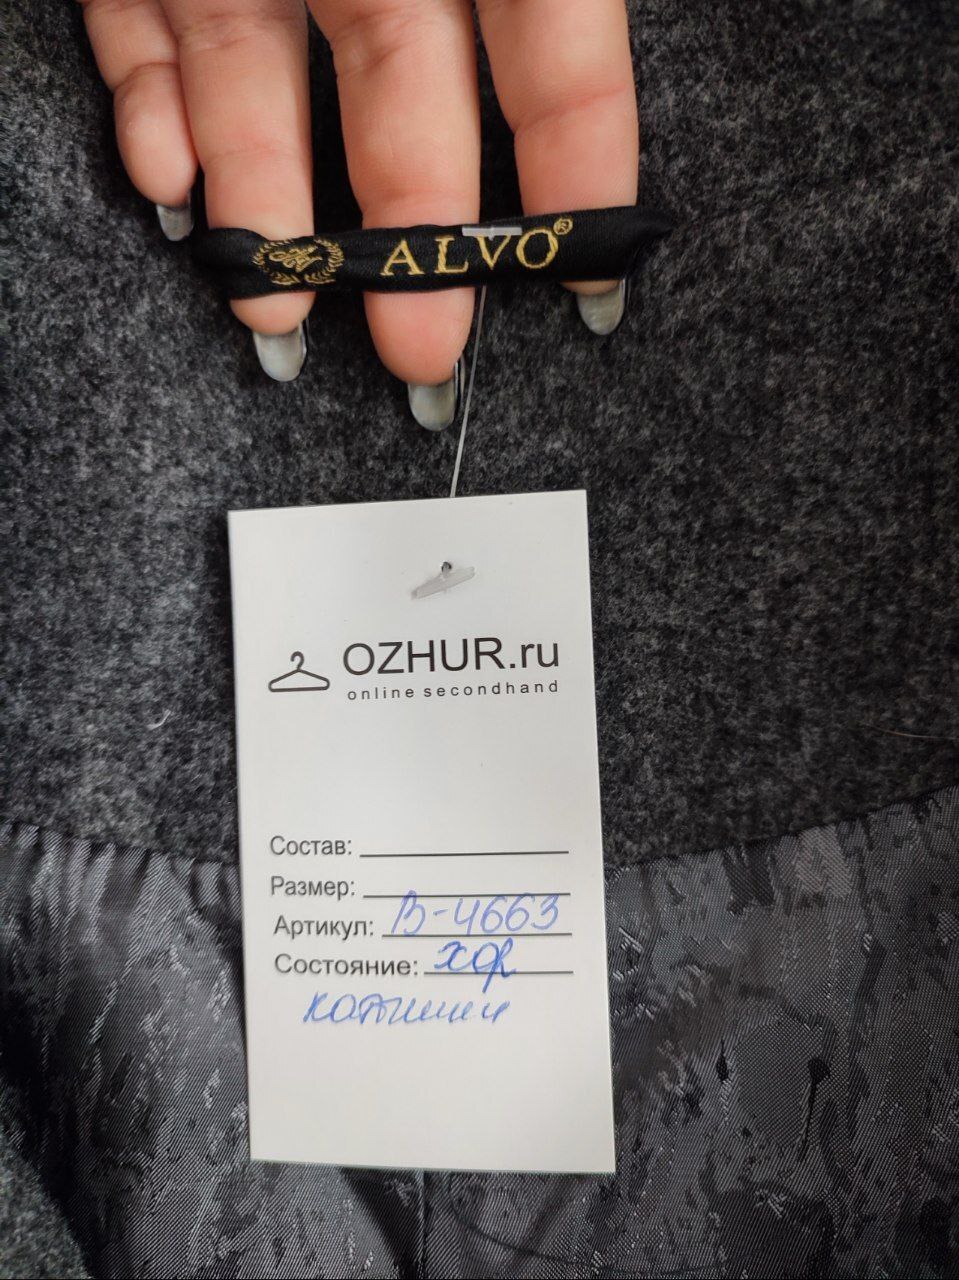 ALVO®
OZHUR.ru
online secondhand
Состав:
Размер:
Артикул: В-4663
Состояние: хор
катышки